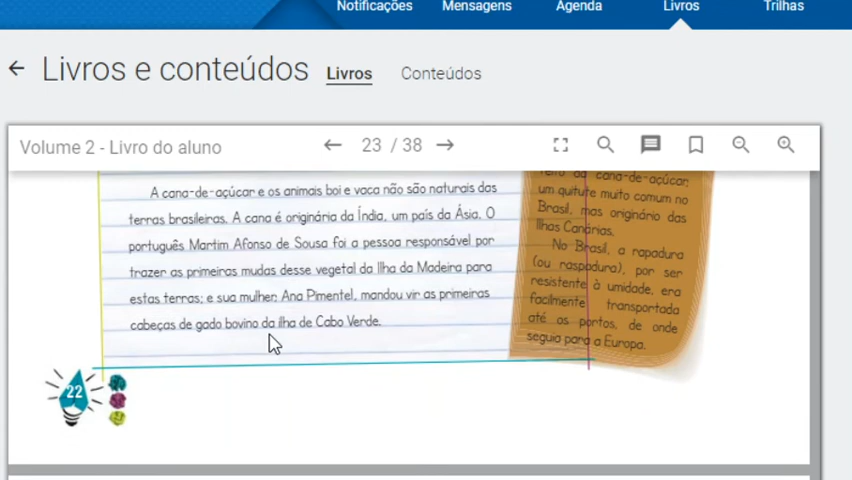 Notificações Mensagens Agenda Livros Trilhas
Livros e conteúdos Livros Conteúdos
Volume 2 - Livro do aluno 23 / 38
A cana-de-açúcar e os animais boi e vaca não são naturais das
terras brasileiras. A cana é originária da Índia, um país da Ásia. O
português Martim Afonso de Sousa foi a pessoa responsável por
trazer as primeiras mudas desse vegetal da Ilha da Madeira para
estas terras; e sua mulher, Ana Pimentel, mandou vir as primeiras
cabeças de gado bovino da ilha de Cabo Verde.
da cana-de-açúcar,
um quitute muito comum no
Brasil, mas originário das
Ilhas Canárias.
No Brasil, a rapadura
(ou raspadura), por ser
resistente à umidade, era
facilmente transportada
até os portos, de onde
seguia para a Europa.
22